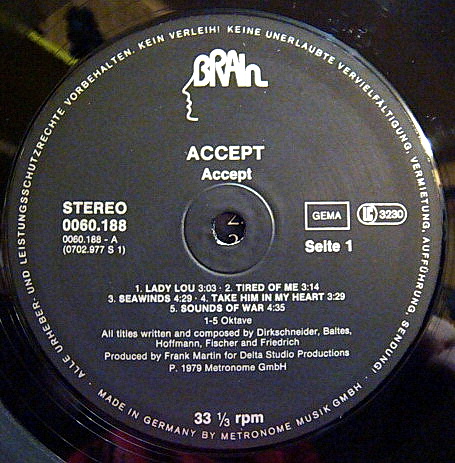 ALLE URHEBER- UND LEISTUNGSSCHUTZRECHTE VORBEHALTEN. KEIN VERLEIH! KEINE UNERLAUBTE VERVIELFÄLTIGUNG, VERMIETUNG, AUFFÜHRUNG, SENDUNG!
BRAIN
ACCEPT
Accept
STEREO
0060.188
0060.188 - A
(0702.977 S 1)
GEMA
LC 3230
Seite 1
1. LADY LOU 3:03 · 2. TIRED OF ME 3:14
3. SEAWINDS 4:29 · 4. TAKE HIM IN MY HEART 3:29
5. SOUNDS OF WAR 4:35
1-5 Oktave
All titles written and composed by Dirkschneider, Baltes,
Hoffmann, Fischer and Friedrich
Produced by Frank Martin for Delta Studio Productions
P. 1979 Metronome GmbH
33 ⅓ rpm
· MADE IN GERMANY BY METRONOME MUSIK GMBH ·